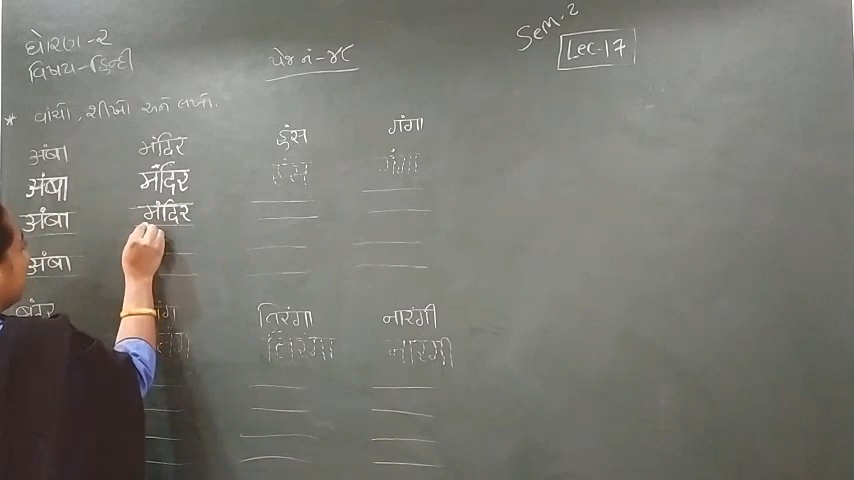 ધોરણ-૨
વિષય-હિન્દી
પેજ નં-૪૮
Sem-2
Lec-17
* વાંચો, શીખો અને લખો.
अंबा मंदिर हंस गंगा
अंबा मंदिर हंस गंगा
अंबा मंदिर
अंबा
बंदर तिरंगा नारंगी
तिरंगा नारंगी